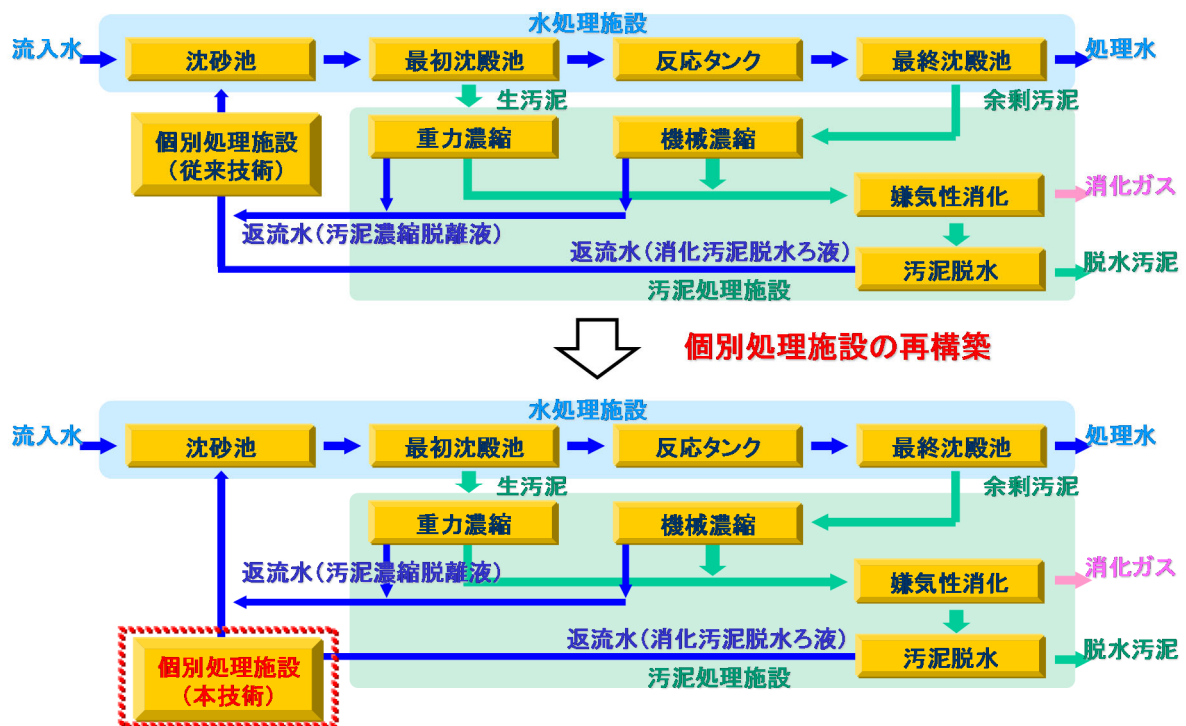 水処理施設
流入水
沈砂池
最初沈殿池
反応タンク
最終沈殿池
処理水
生汚泥
余剰汚泥
個別処理施設
（従来技術）
重力濃縮
機械濃縮
嫌気性消化
消化ガス
返流水（汚泥濃縮脱離液）
返流水（消化汚泥脱水ろ液）
汚泥脱水
脱水汚泥
汚泥処理施設
個別処理施設の再構築
水処理施設
流入水
沈砂池
最初沈殿池
反応タンク
最終沈殿池
処理水
生汚泥
余剰汚泥
重力濃縮
機械濃縮
返流水（汚泥濃縮脱離液）
嫌気性消化
消化ガス
返流水（消化汚泥脱水ろ液）
個別処理施設
（本技術）
汚泥脱水
脱水汚泥
汚泥処理施設